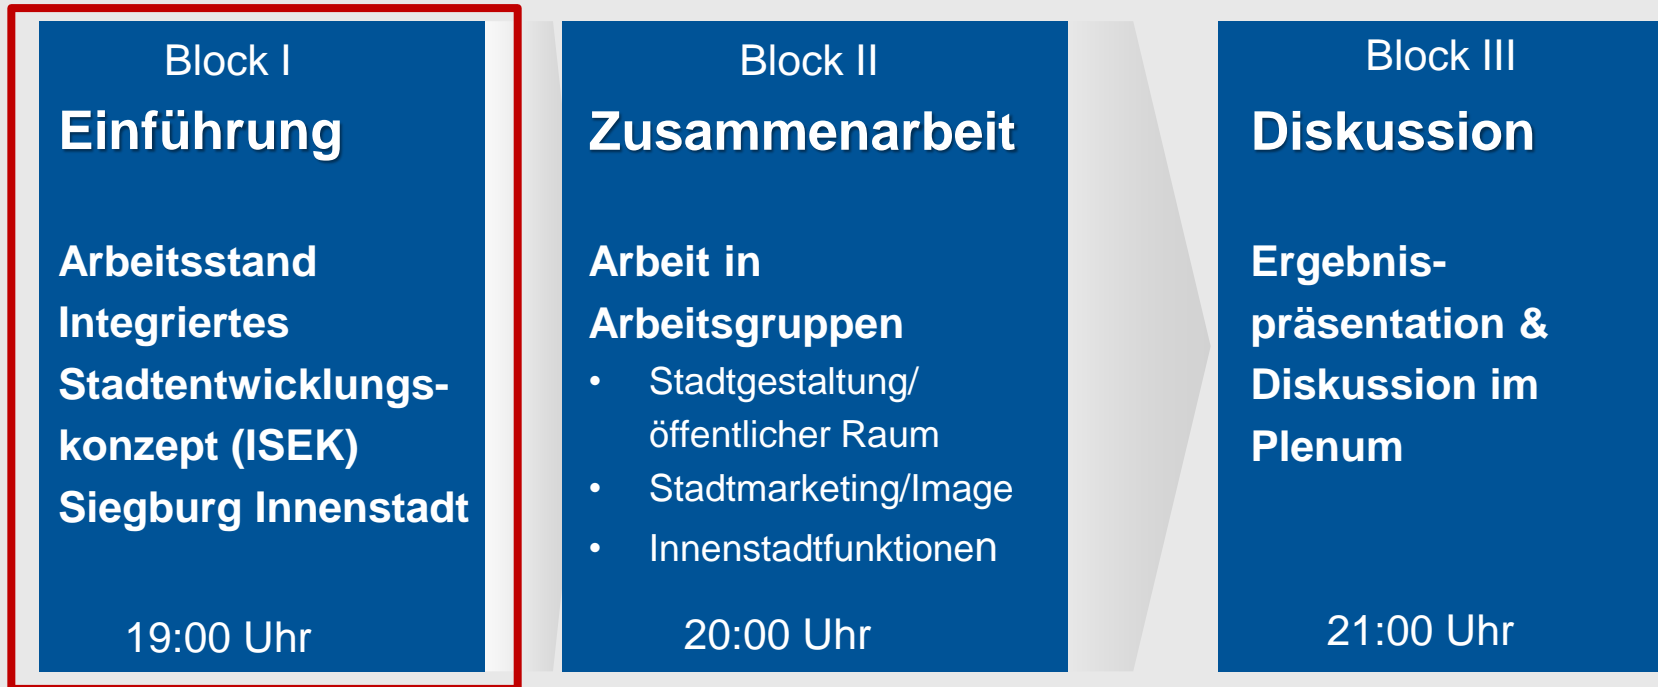 Block I
Einführung
Arbeitsstand
Integriertes
Stadtentwicklungs-
konzept (ISEK)
Siegburg Innenstadt
19:00 Uhr
Block II
Zusammenarbeit
Arbeit in
Arbeitsgruppen
• Stadtgestaltung/
öffentlicher Raum
• Stadtmarketing/Image
• Innenstadtfunktionen
20:00 Uhr
Block III
Diskussion
Ergebnis-
präsentation &
Diskussion im
Plenum
21:00 Uhr